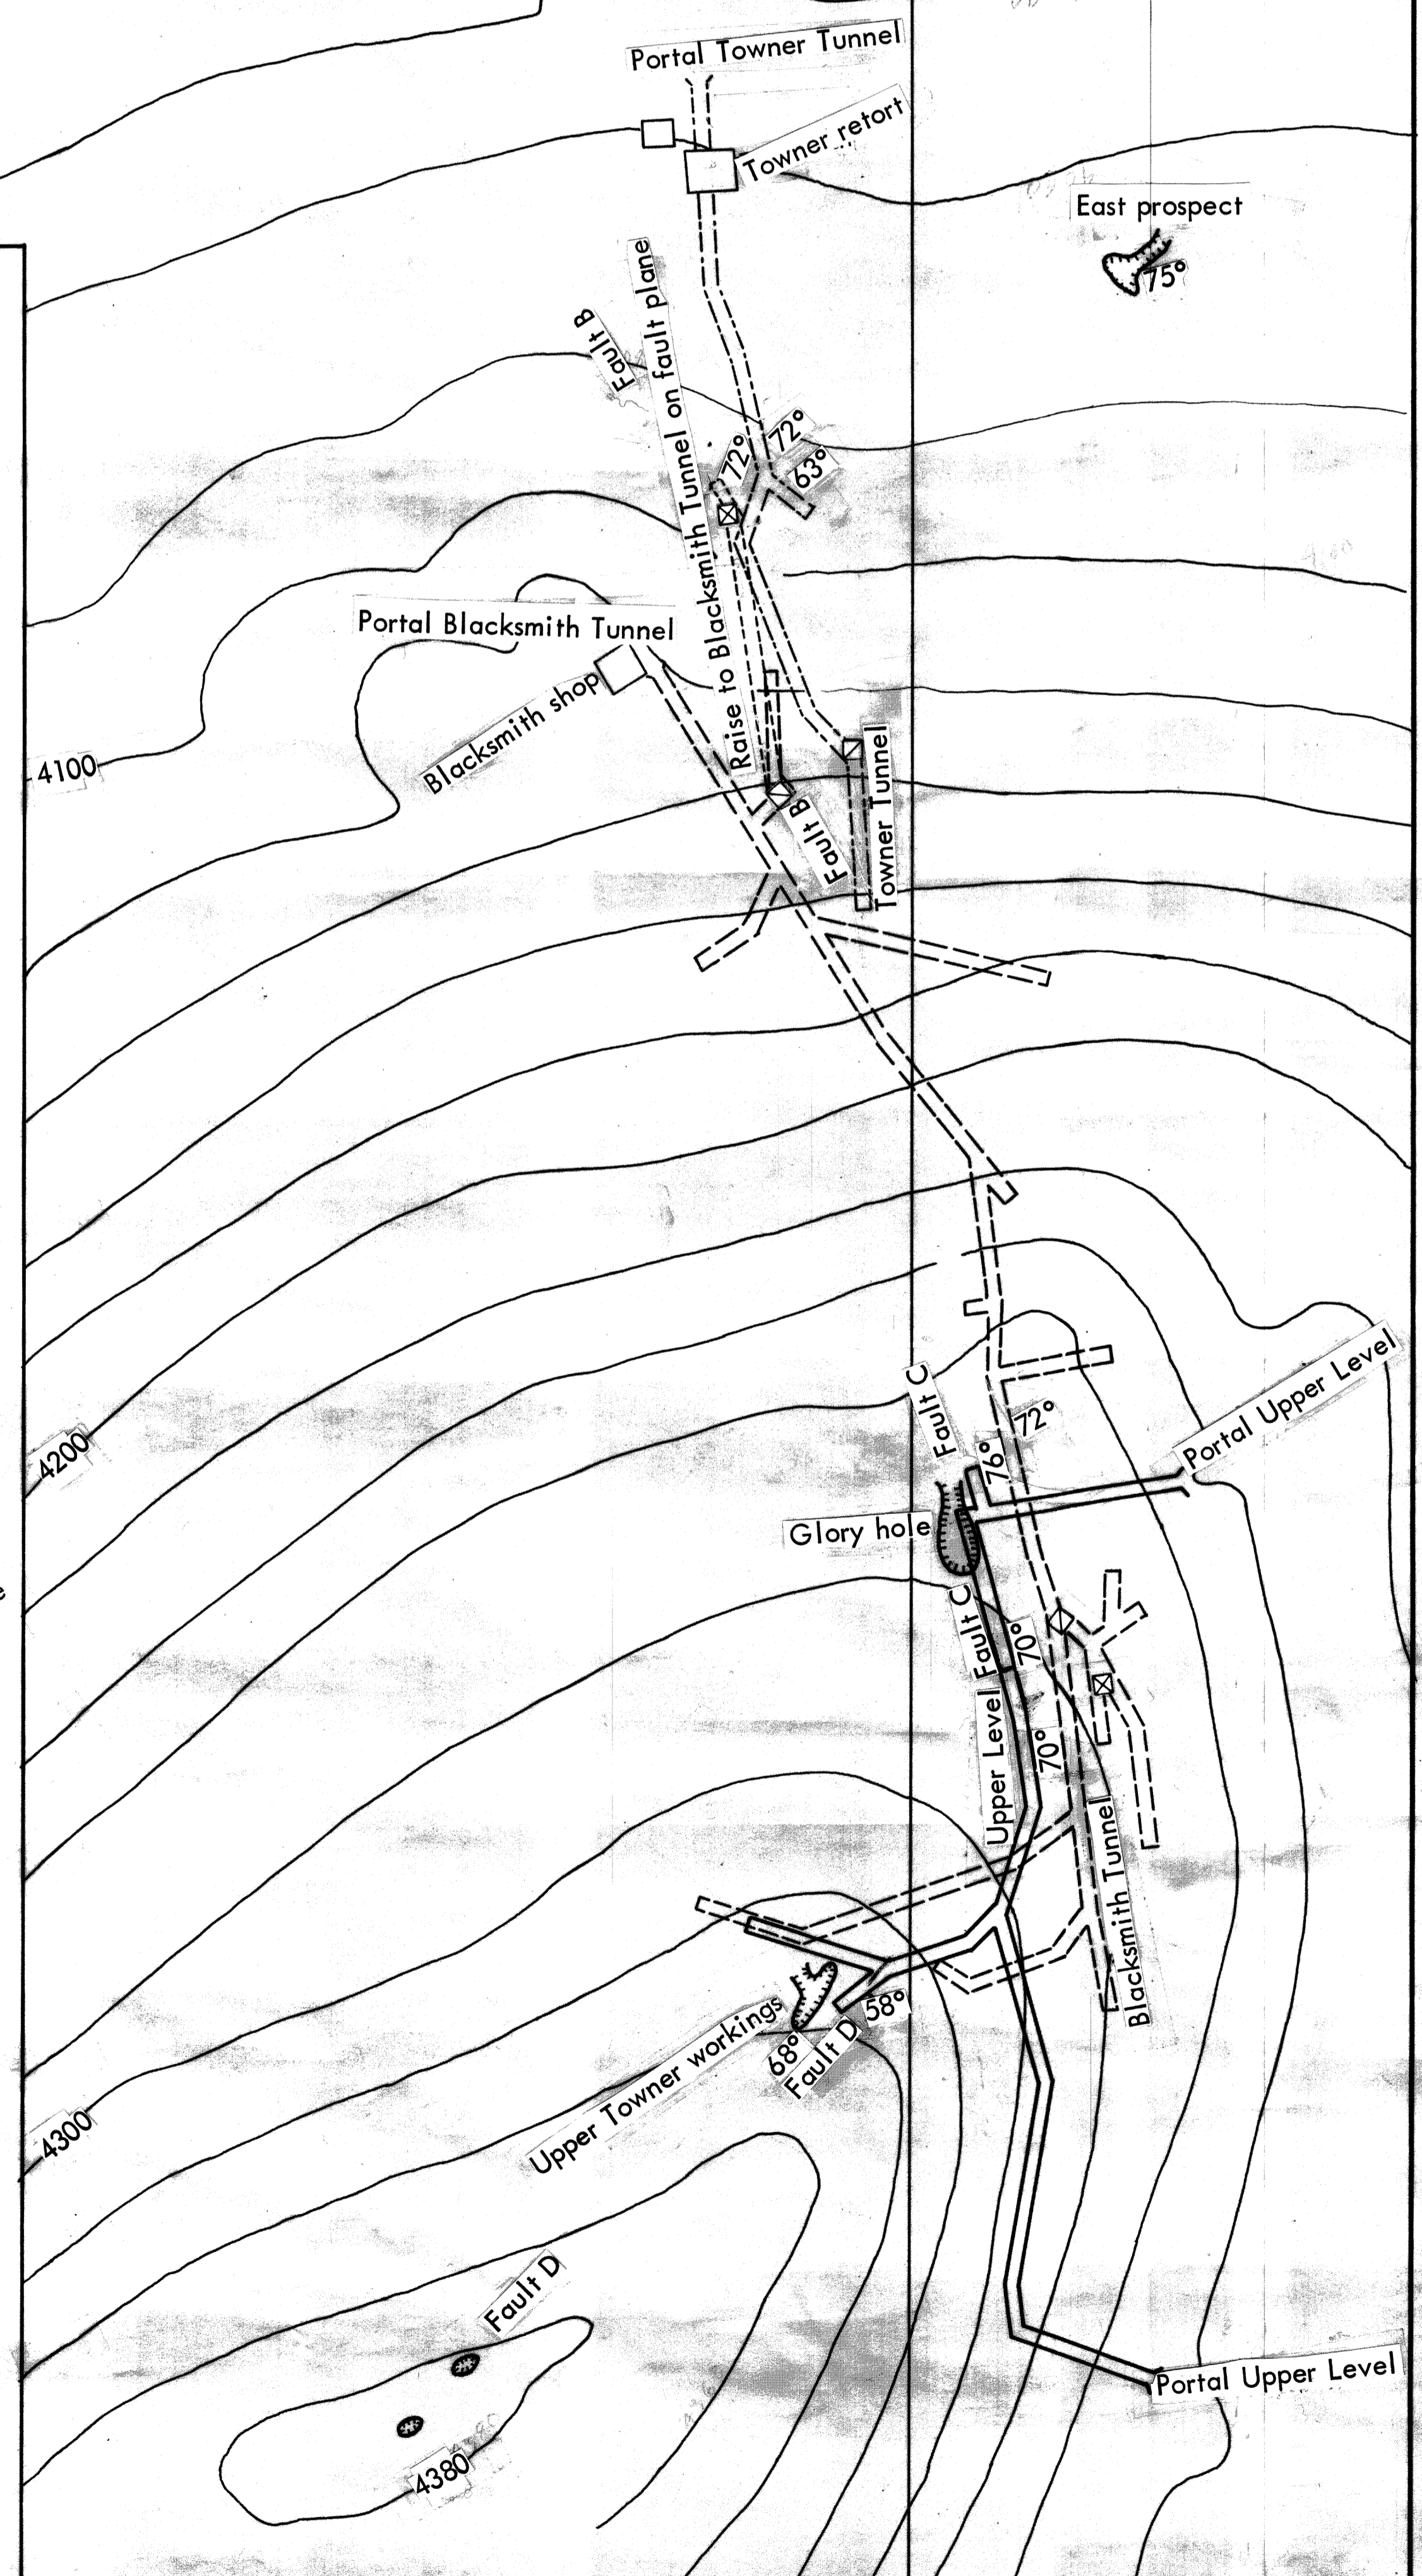 Portal Towner Tunnel
Towner retort
East prospect
75°
Fault B
Raise to Blacksmith Tunnel on fault plane
72°
72°
63°
Portal Blacksmith Tunnel
Blacksmith shop
4100
Towner Tunnel
Fault B
Portal Upper Level
Fault C
72°
4200
76°
Glory hole
Fault C
70°
Upper Level
70°
Blacksmith Tunnel
58°
Upper Towner workings
68°
Fault D
4300
Fault D
Portal Upper Level
4380